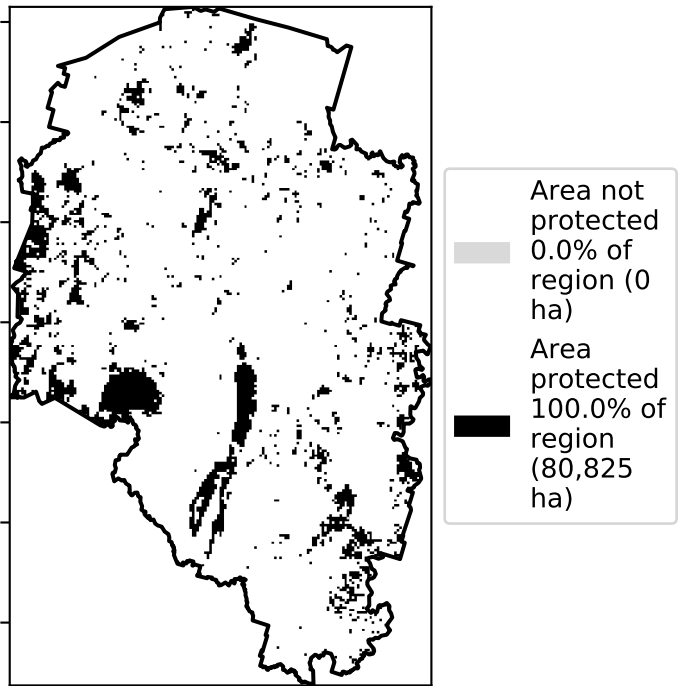 Area not
protected
0.0% of
region (0
ha)
Area
protected
100.0% of
region
(80,825
ha)